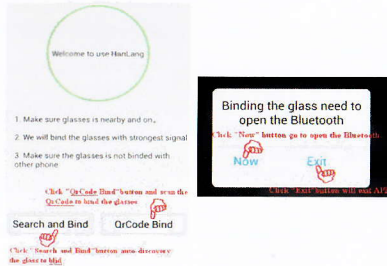 Welcome to use HanLang
1. Make sure glasses is nearby and on.
2. We will bind the glasses with strongest signal
3. Make sure the glasses is not binded with
other phone
Click "QrCode Bind"button and scan the
QrCode to bind the glasses
Search and Bind
QrCode Bind
Click "Search and Bind"button auto discovery
the glass to bind
Binding the glass need to
open the Bluetooth
Click "Now" button go to open the Bluetooth
Now
Exit
Click "Exit"button will exit APP